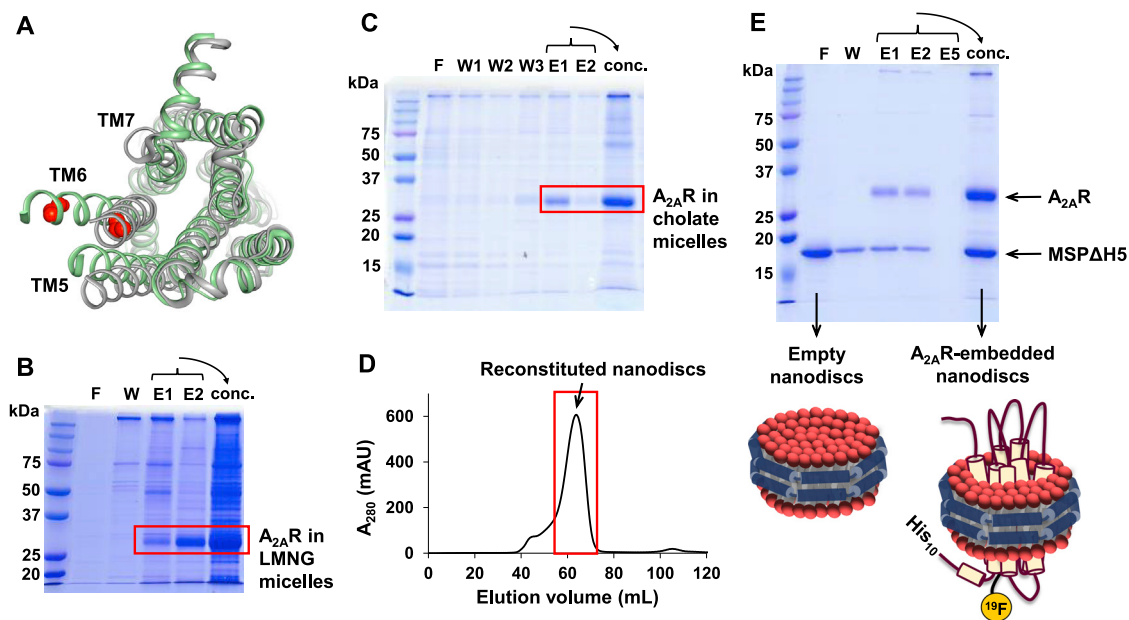 A
TM7
TM6
TM5
B
F W E1 E2 conc.
kDa
75
50
37
25
20
A2AR in
LMNG
micelles
C
F W1 W2 W3 E1 E2 conc.
kDa
75
50
37
25
20
15
A2AR in
cholate
micelles
D
Reconstituted nanodiscs
A280 (mAU)
600
400
200
0
0 20 40 60 80 100 120
Elution volume (mL)
E
F W E1 E2 E5 conc.
kDa
75
50
37
25
20
15
A2AR
MSPΔH5
Empty
nanodiscs
A2AR-embedded
nanodiscs
His10
19F